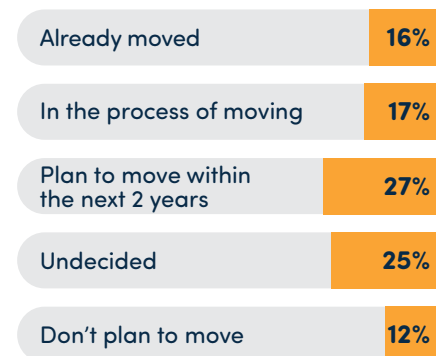 Already moved 16%
In the process of moving 17%
Plan to move within
the next 2 years 27%
Undecided 25%
Don't plan to move 12%